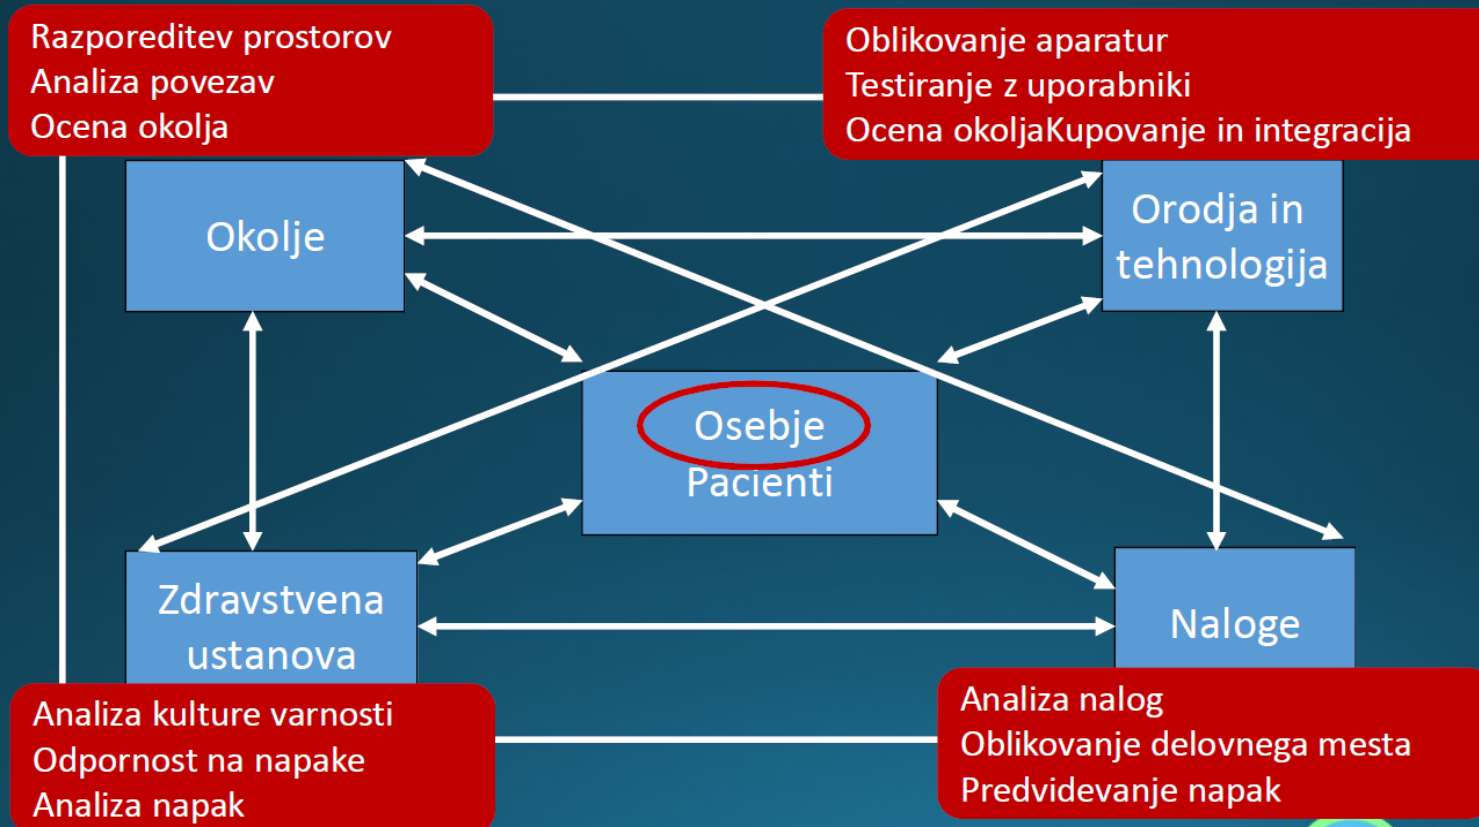 Razporeditev prostorov
Analiza povezav
Ocena okolja
Oblikovanje aparatur
Testiranje z uporabniki
Ocena okoljaKupovanje in integracija
Okolje
Orodja in
tehnologija
Osebje
Pacienti
Zdravstvena
ustanova
Naloge
Analiza kulture varnosti
Odpornost na napake
Analiza napak
Analiza nalog
Oblikovanje delovnega mesta
Predvidevanje napak